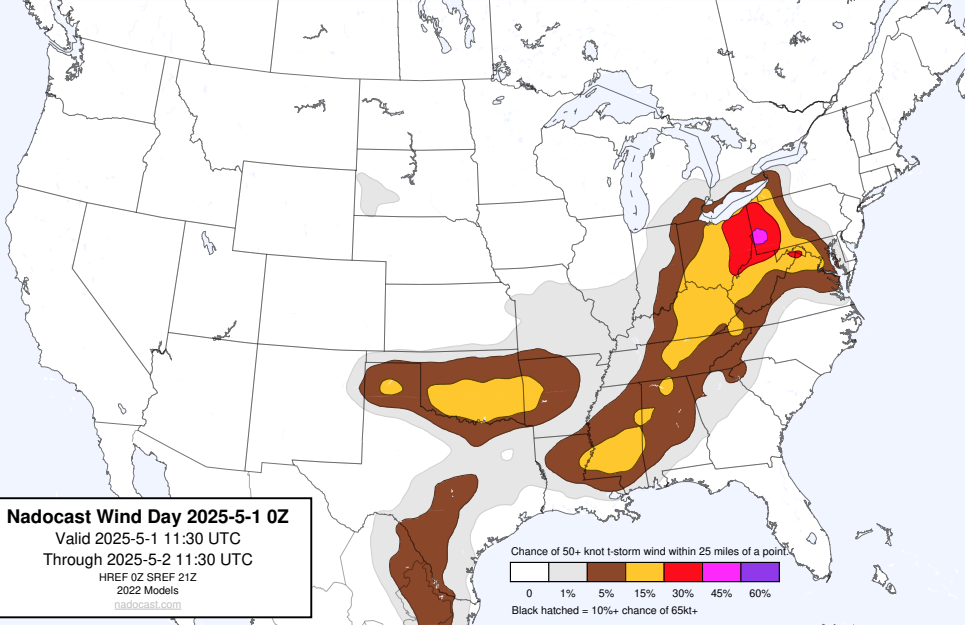 Nadocast Wind Day 2025-5-1 0Z
Valid 2025-5-1 11:30 UTC
Through 2025-5-2 11:30 UTC
HREF 0Z SREF 21Z
2022 Models
nadocast.com
Chance of 50+ knot t-storm wind within 25 miles of a point.
0 1% 5% 15% 30% 45% 60%
Black hatched = 10%+ chance of 65kt+